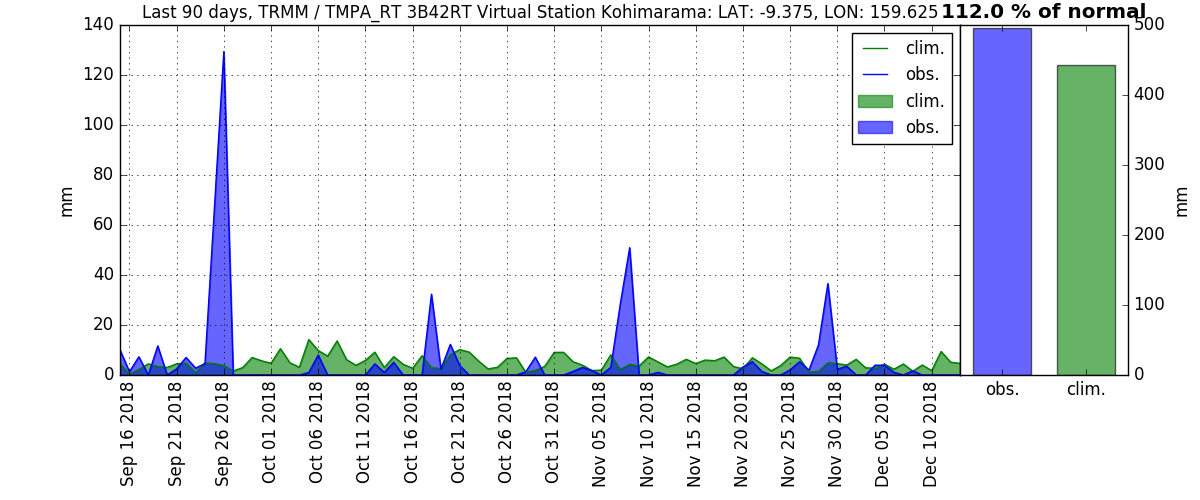 Last 90 days, TRMM / TMPA_RT 3B42RT Virtual Station Kohimarama: LAT: -9.375, LON: 159.625
112.0 % of normal
140
120
100
80
60
40
20
0
mm
clim.
obs.
clim.
obs.
500
400
300
200
100
0
mm
Sep 16 2018
Sep 21 2018
Sep 26 2018
Oct 01 2018
Oct 06 2018
Oct 11 2018
Oct 16 2018
Oct 21 2018
Oct 26 2018
Oct 31 2018
Nov 05 2018
Nov 10 2018
Nov 15 2018
Nov 20 2018
Nov 25 2018
Nov 30 2018
Dec 05 2018
Dec 10 2018
obs.
clim.